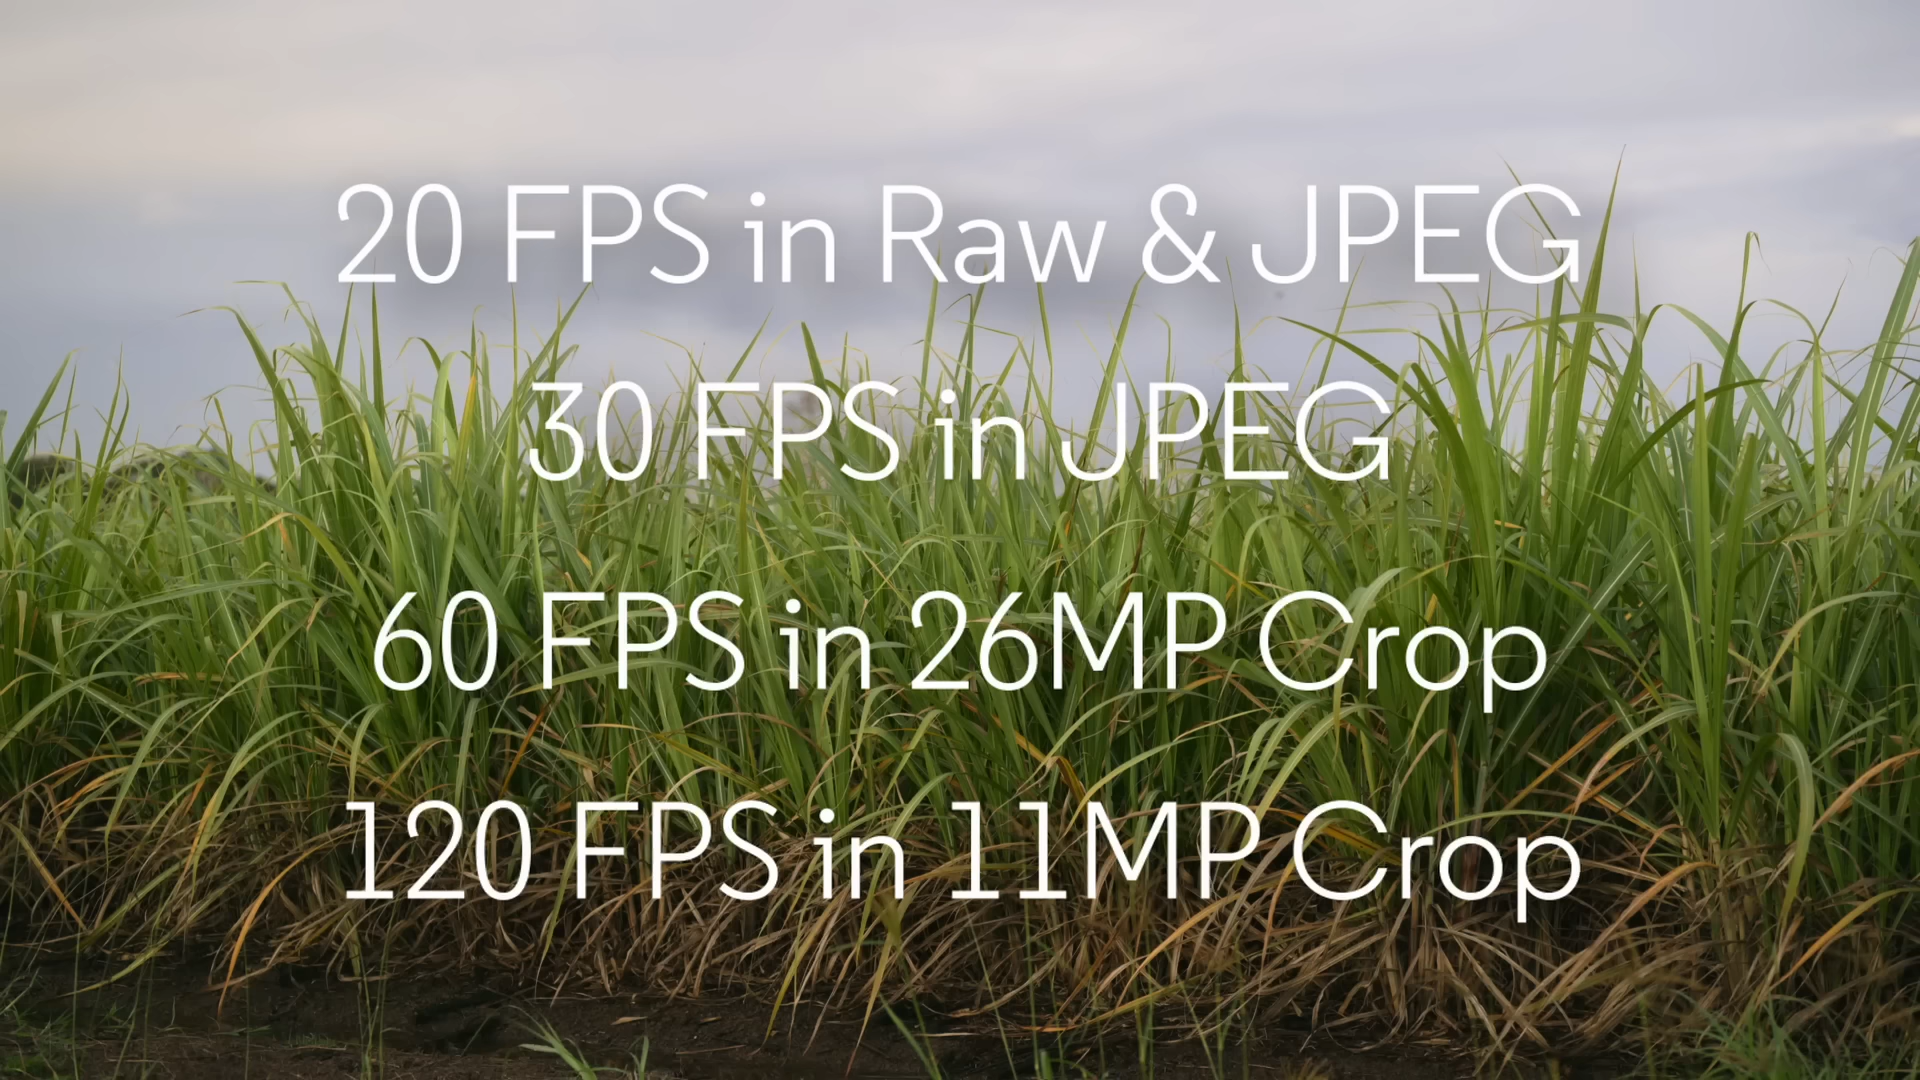 20 FPS in Raw & JPEG
30 FPS in JPEG
60 FPS in 26MP Crop
120 FPS in 11MP Crop